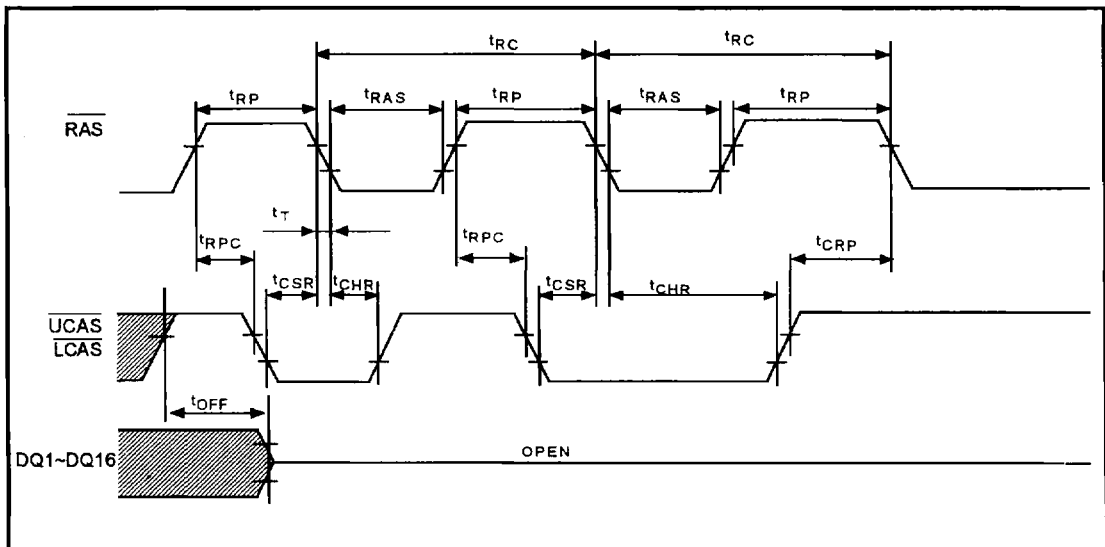 tRC tRC
tRP tRAS tRP tRAS tRP
RAS
tT
tRPC tRPC tCRP
tCSR tCHR tCSR tCHR
UCAS
LCAS
tOFF
DQ1~DQ16 OPEN